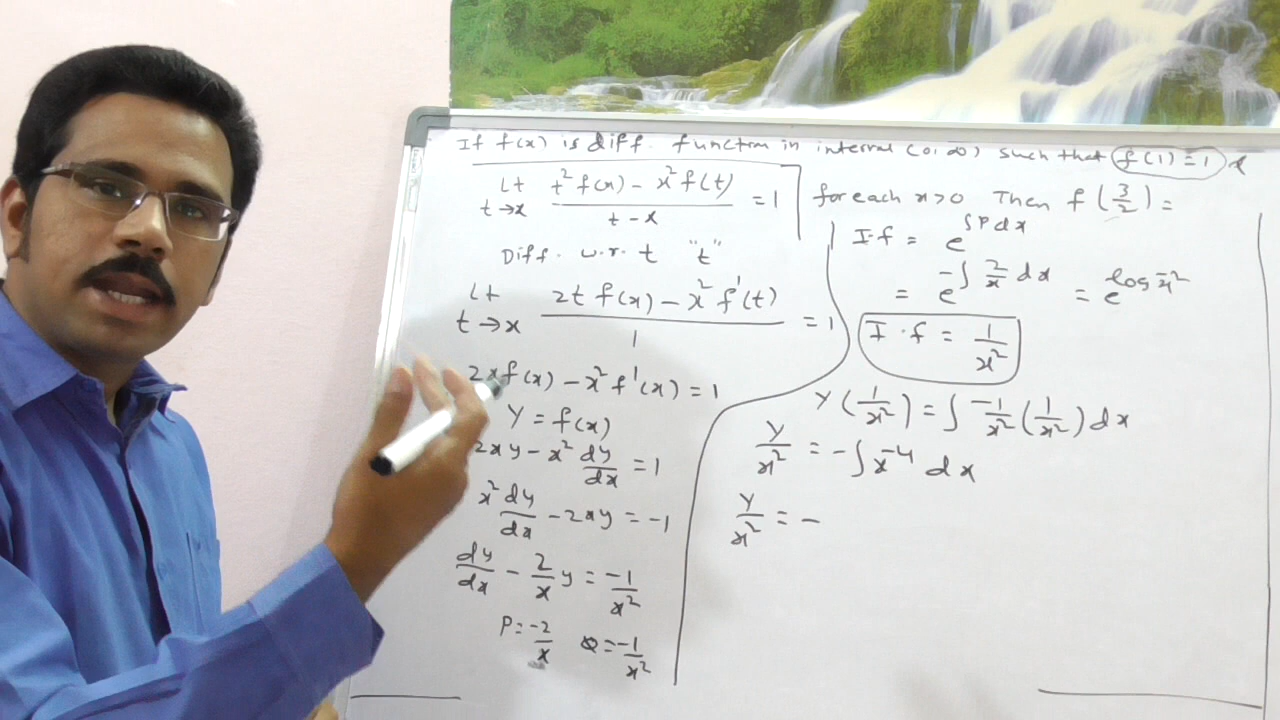 If f(x) is diff. function in interval (0, ∞) such that f(1) = 1 &
Lt t→x (t² f(x) - x² f(t))/(t - x) = 1
for each x>0 Then f(3/2) =
Diff. w.r. t "t"
Lt t→x (2t f(x) - x² f'(t))/1 = 1
2x f(x) - x² f'(x) = 1
Y = f(x)
2xy - x² dy/dx = 1
x² dy/dx - 2xy = -1
dy/dx - 2/x y = -1/x²
P = -2/x Q = -1/x²
I.f = e^∫P dx
= e^-∫ 2/x dx = e^log x^-2
I.f = 1/x²
Y (1/x²) = ∫ -1/x² (1/x²) dx
Y/x² = - ∫ x^-4 dx
Y/x² = -